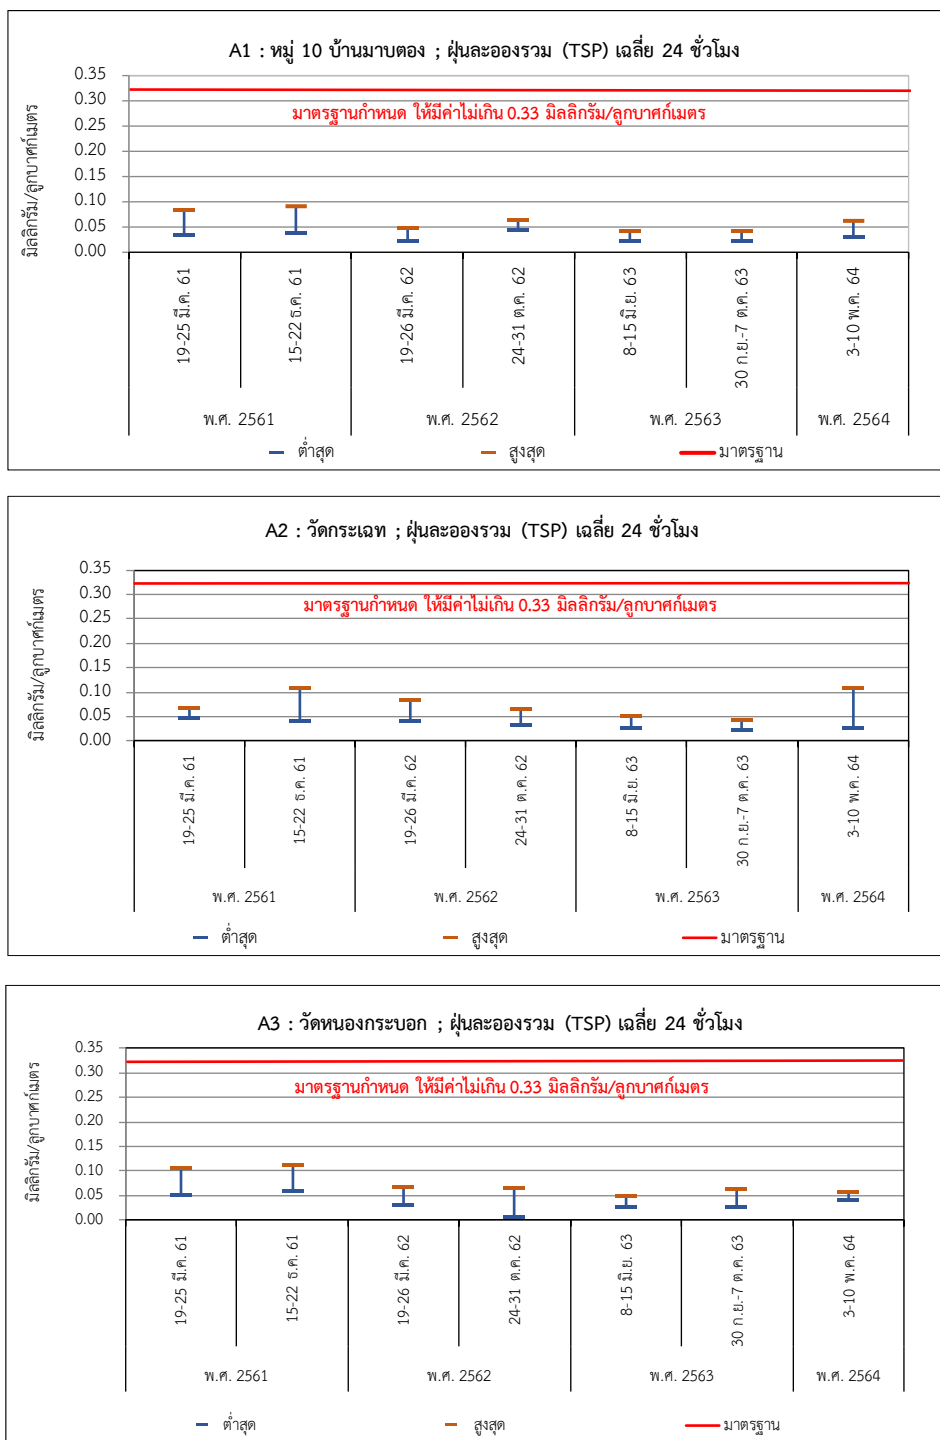 A1 : หมู่ 10 บ้านมาบตอง ; ฝุ่นละอองรวม (TSP) เฉลี่ย 24 ชั่วโมง
มิลลิกรัม/ลูกบาศก์เมตร
0.35
0.30
0.25
0.20
0.15
0.10
0.05
0.00
มาตรฐานกำหนด ให้มีค่าไม่เกิน 0.33 มิลลิกรัม/ลูกบาศก์เมตร
19-25 มี.ค. 61
15-22 ธ.ค. 61
19-26 มี.ค. 62
24-31 ต.ค. 62
8-15 มิ.ย. 63
30 ก.ย.-7 ต.ค. 63
3-10 พ.ค. 64
พ.ศ. 2561 พ.ศ. 2562 พ.ศ. 2563 พ.ศ. 2564
ต่ำสุด สูงสุด มาตรฐาน
A2 : วัดกระเฉท ; ฝุ่นละอองรวม (TSP) เฉลี่ย 24 ชั่วโมง
มิลลิกรัม/ลูกบาศก์เมตร
0.35
0.30
0.25
0.20
0.15
0.10
0.05
0.00
มาตรฐานกำหนด ให้มีค่าไม่เกิน 0.33 มิลลิกรัม/ลูกบาศก์เมตร
19-25 มี.ค. 61
15-22 ธ.ค. 61
19-26 มี.ค. 62
24-31 ต.ค. 62
8-15 มิ.ย. 63
30 ก.ย.-7 ต.ค. 63
3-10 พ.ค. 64
พ.ศ. 2561 พ.ศ. 2562 พ.ศ. 2563 พ.ศ. 2564
ต่ำสุด สูงสุด มาตรฐาน
A3 : วัดหนองกระบอก ; ฝุ่นละอองรวม (TSP) เฉลี่ย 24 ชั่วโมง
มิลลิกรัม/ลูกบาศก์เมตร
0.35
0.30
0.25
0.20
0.15
0.10
0.05
0.00
มาตรฐานกำหนด ให้มีค่าไม่เกิน 0.33 มิลลิกรัม/ลูกบาศก์เมตร
19-25 มี.ค. 61
15-22 ธ.ค. 61
19-26 มี.ค. 62
24-31 ต.ค. 62
8-15 มิ.ย. 63
30 ก.ย.-7 ต.ค. 63
3-10 พ.ค. 64
พ.ศ. 2561 พ.ศ. 2562 พ.ศ. 2563 พ.ศ. 2564
ต่ำสุด สูงสุด มาตรฐาน